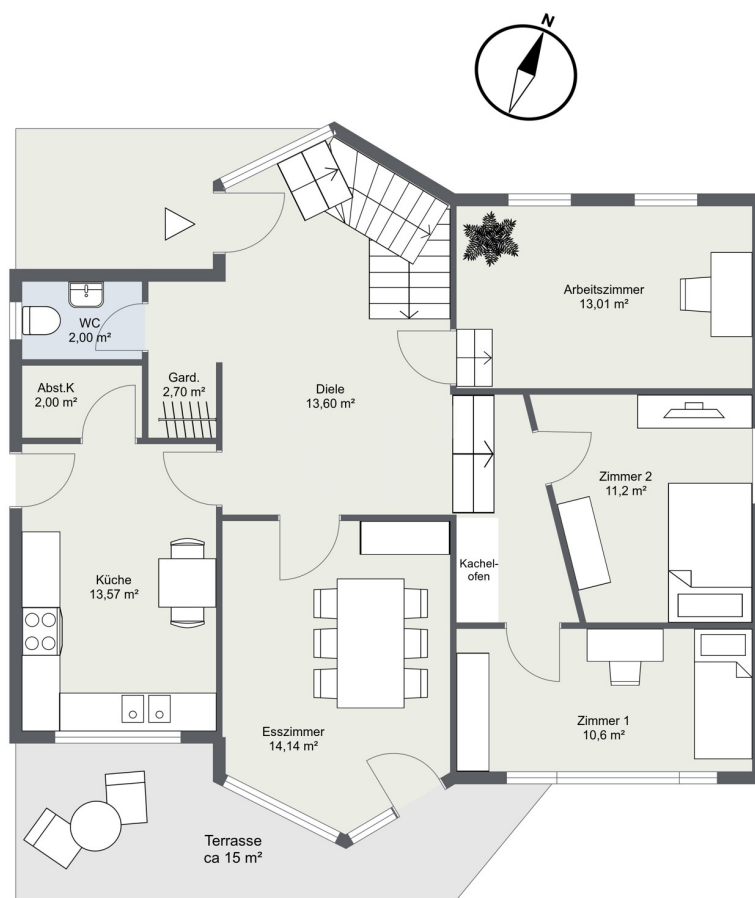 N
Arbeitszimmer
13,01 m²
WC
2,00 m²
Abst.K
2,00 m²
Gard.
2,70 m²
Diele
13,60 m²
Zimmer 2
11,2 m²
Kachel-
ofen
Küche
13,57 m²
Esszimmer
14,14 m²
Zimmer 1
10,6 m²
Terrasse
ca 15 m²